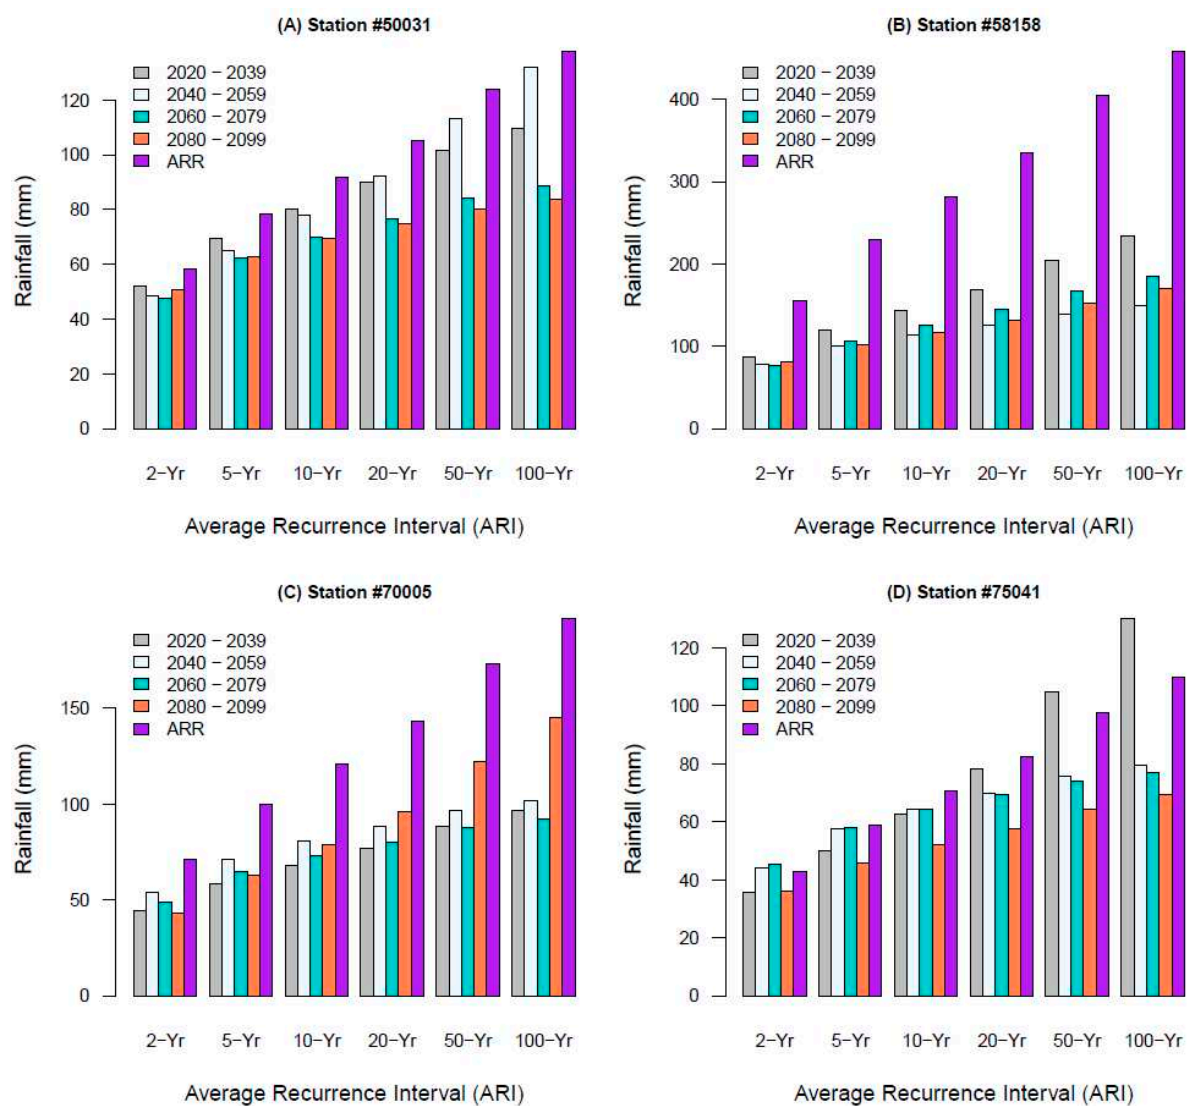 (A) Station #50031
2020 − 2039
2040 − 2059
2060 − 2079
2080 − 2099
ARR
Rainfall (mm)
120
100
80
60
40
20
0
2−Yr 5−Yr 10−Yr 20−Yr 50−Yr 100−Yr
Average Recurrence Interval (ARI)
(B) Station #58158
2020 − 2039
2040 − 2059
2060 − 2079
2080 − 2099
ARR
Rainfall (mm)
400
300
200
100
0
2−Yr 5−Yr 10−Yr 20−Yr 50−Yr 100−Yr
Average Recurrence Interval (ARI)
(C) Station #70005
2020 − 2039
2040 − 2059
2060 − 2079
2080 − 2099
ARR
Rainfall (mm)
150
100
50
0
2−Yr 5−Yr 10−Yr 20−Yr 50−Yr 100−Yr
Average Recurrence Interval (ARI)
(D) Station #75041
2020 − 2039
2040 − 2059
2060 − 2079
2080 − 2099
ARR
Rainfall (mm)
120
100
80
60
40
20
0
2−Yr 5−Yr 10−Yr 20−Yr 50−Yr 100−Yr
Average Recurrence Interval (ARI)